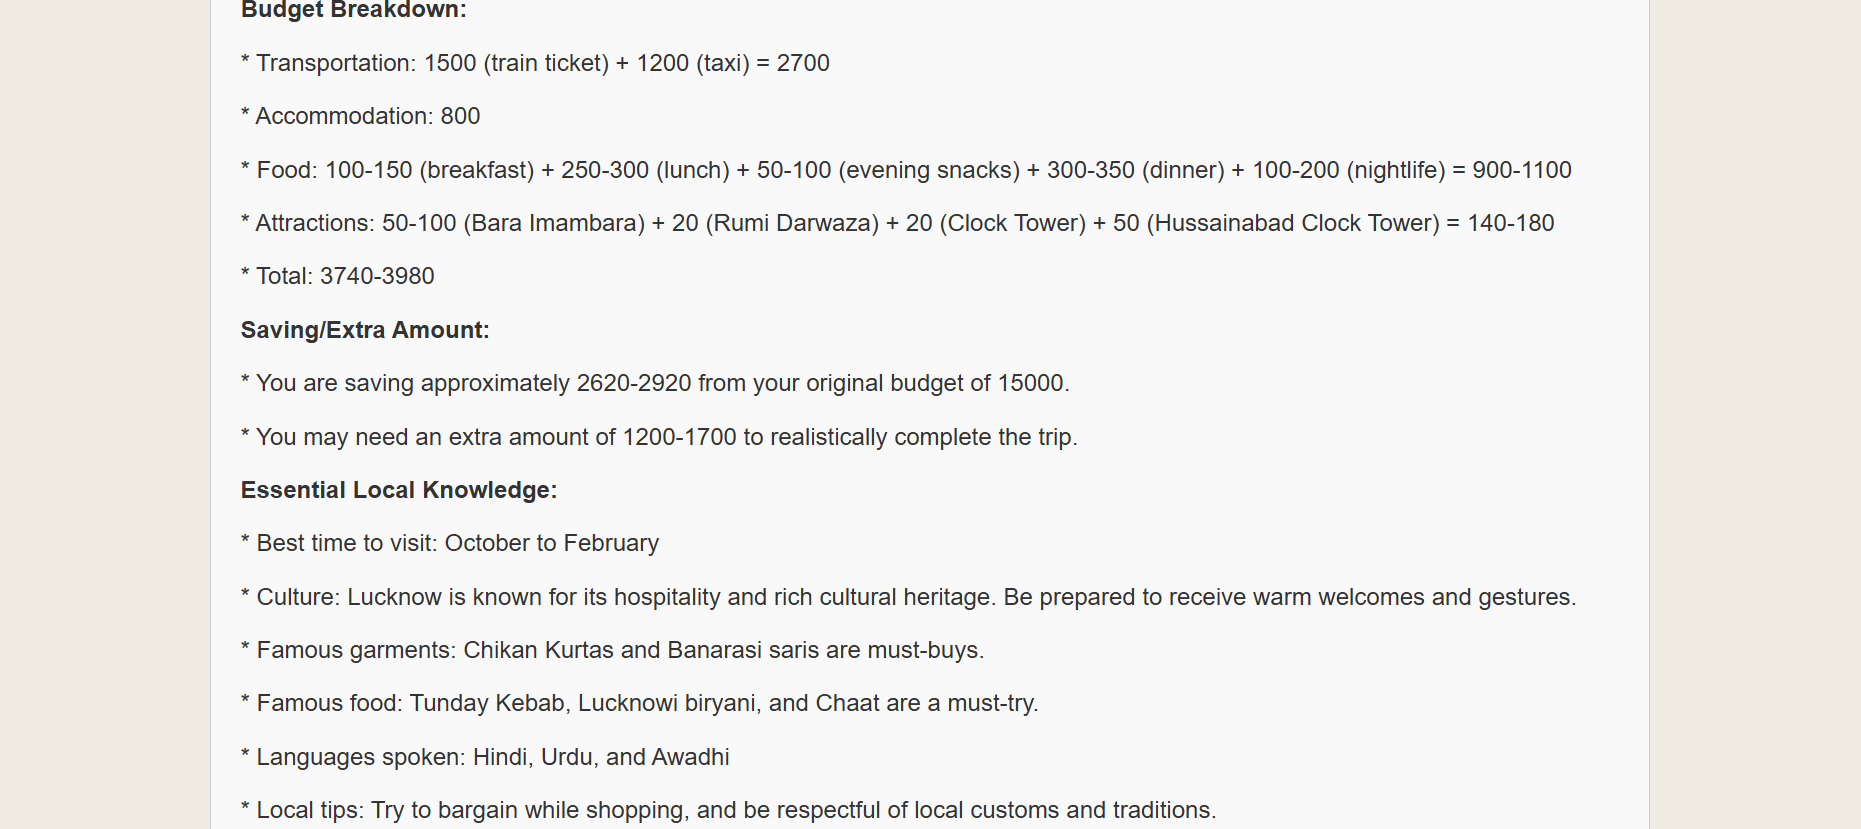 Budget Breakdown:
* Transportation: 1500 (train ticket) + 1200 (taxi) = 2700
* Accommodation: 800
* Food: 100-150 (breakfast) + 250-300 (lunch) + 50-100 (evening snacks) + 300-350 (dinner) + 100-200 (nightlife) = 900-1100
* Attractions: 50-100 (Bara Imambara) + 20 (Rumi Darwaza) + 20 (Clock Tower) + 50 (Hussainabad Clock Tower) = 140-180
* Total: 3740-3980
Saving/Extra Amount:
* You are saving approximately 2620-2920 from your original budget of 15000.
* You may need an extra amount of 1200-1700 to realistically complete the trip.
Essential Local Knowledge:
* Best time to visit: October to February
* Culture: Lucknow is known for its hospitality and rich cultural heritage. Be prepared to receive warm welcomes and gestures.
* Famous garments: Chikan Kurtas and Banarasi saris are must-buys.
* Famous food: Tunday Kebab, Lucknowi biryani, and Chaat are a must-try.
* Languages spoken: Hindi, Urdu, and Awadhi
* Local tips: Try to bargain while shopping, and be respectful of local customs and traditions.